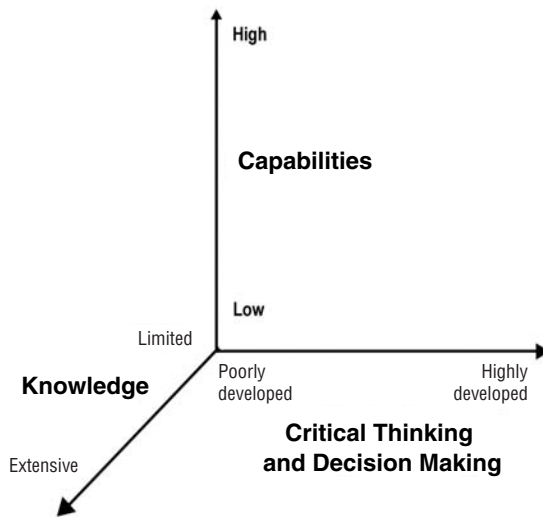 High
Capabilities
Low
Limited
Knowledge
Poorly
developed
Highly
developed
Critical Thinking
and Decision Making
Extensive